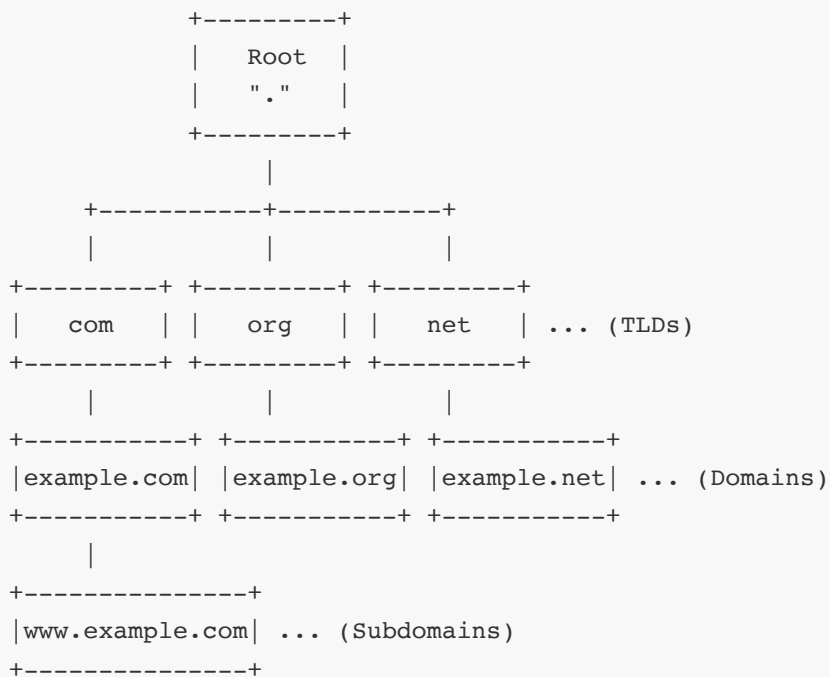 +---------+
           |   Root  |
           |   "."   |
           +---------+
                |
     +-----------+-----------+
     |          |          |
+---------+ +---------+ +---------+
|   com   | |   org   | |   net   | ... (TLDs)
+---------+ +---------+ +---------+
     |          |          |
+-----------+ +-----------+ +-----------+
|example.com| |example.org| |example.net| ... (Domains)
+-----------+ +-----------+ +-----------+
     |
+---------------+
|www.example.com| ... (Subdomains)
+---------------+